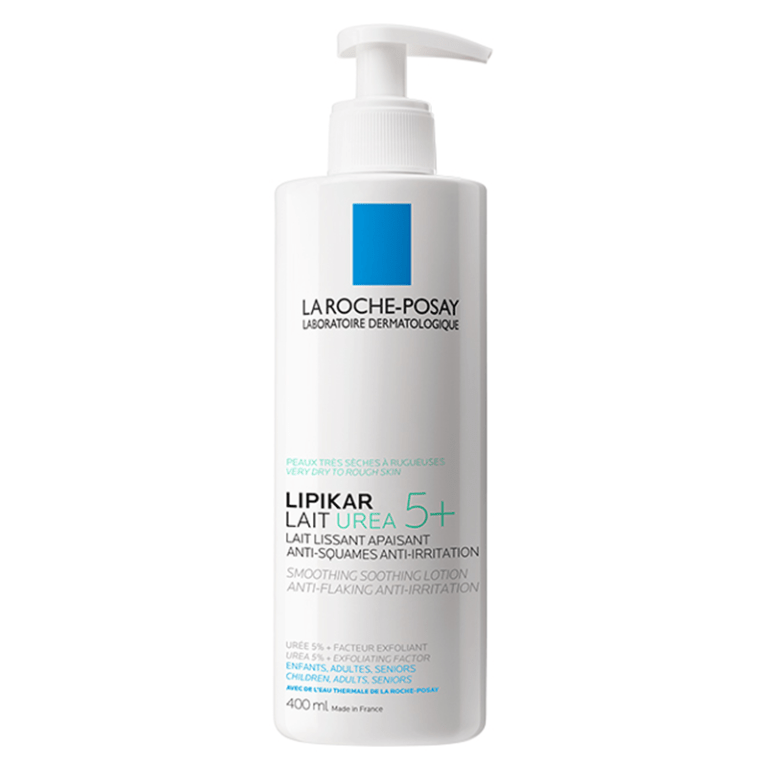 LA ROCHE-POSAY
LABORATOIRE DERMATOLOGIQUE
PEAUX TRÈS SÈCHES À RUGUEUSES
VERY DRY TO ROUGH SKIN
LIPIKAR
LAIT UREA 5+
LAIT LISSANT APAISANT
ANTI-SQUAMES ANTI-IRRITATION
SMOOTHING SOOTHING LOTION
ANTI-FLAKING ANTI-IRRITATION
URÉE 5% + FACTEUR EXFOLIANT
UREA 5% + EXFOLIATING FACTOR
ENFANTS, ADULTES, SENIORS
CHILDREN, ADULTS, SENIORS
AVEC DE L'EAU THERMALE DE LA ROCHE-POSAY
400 ml Made in France